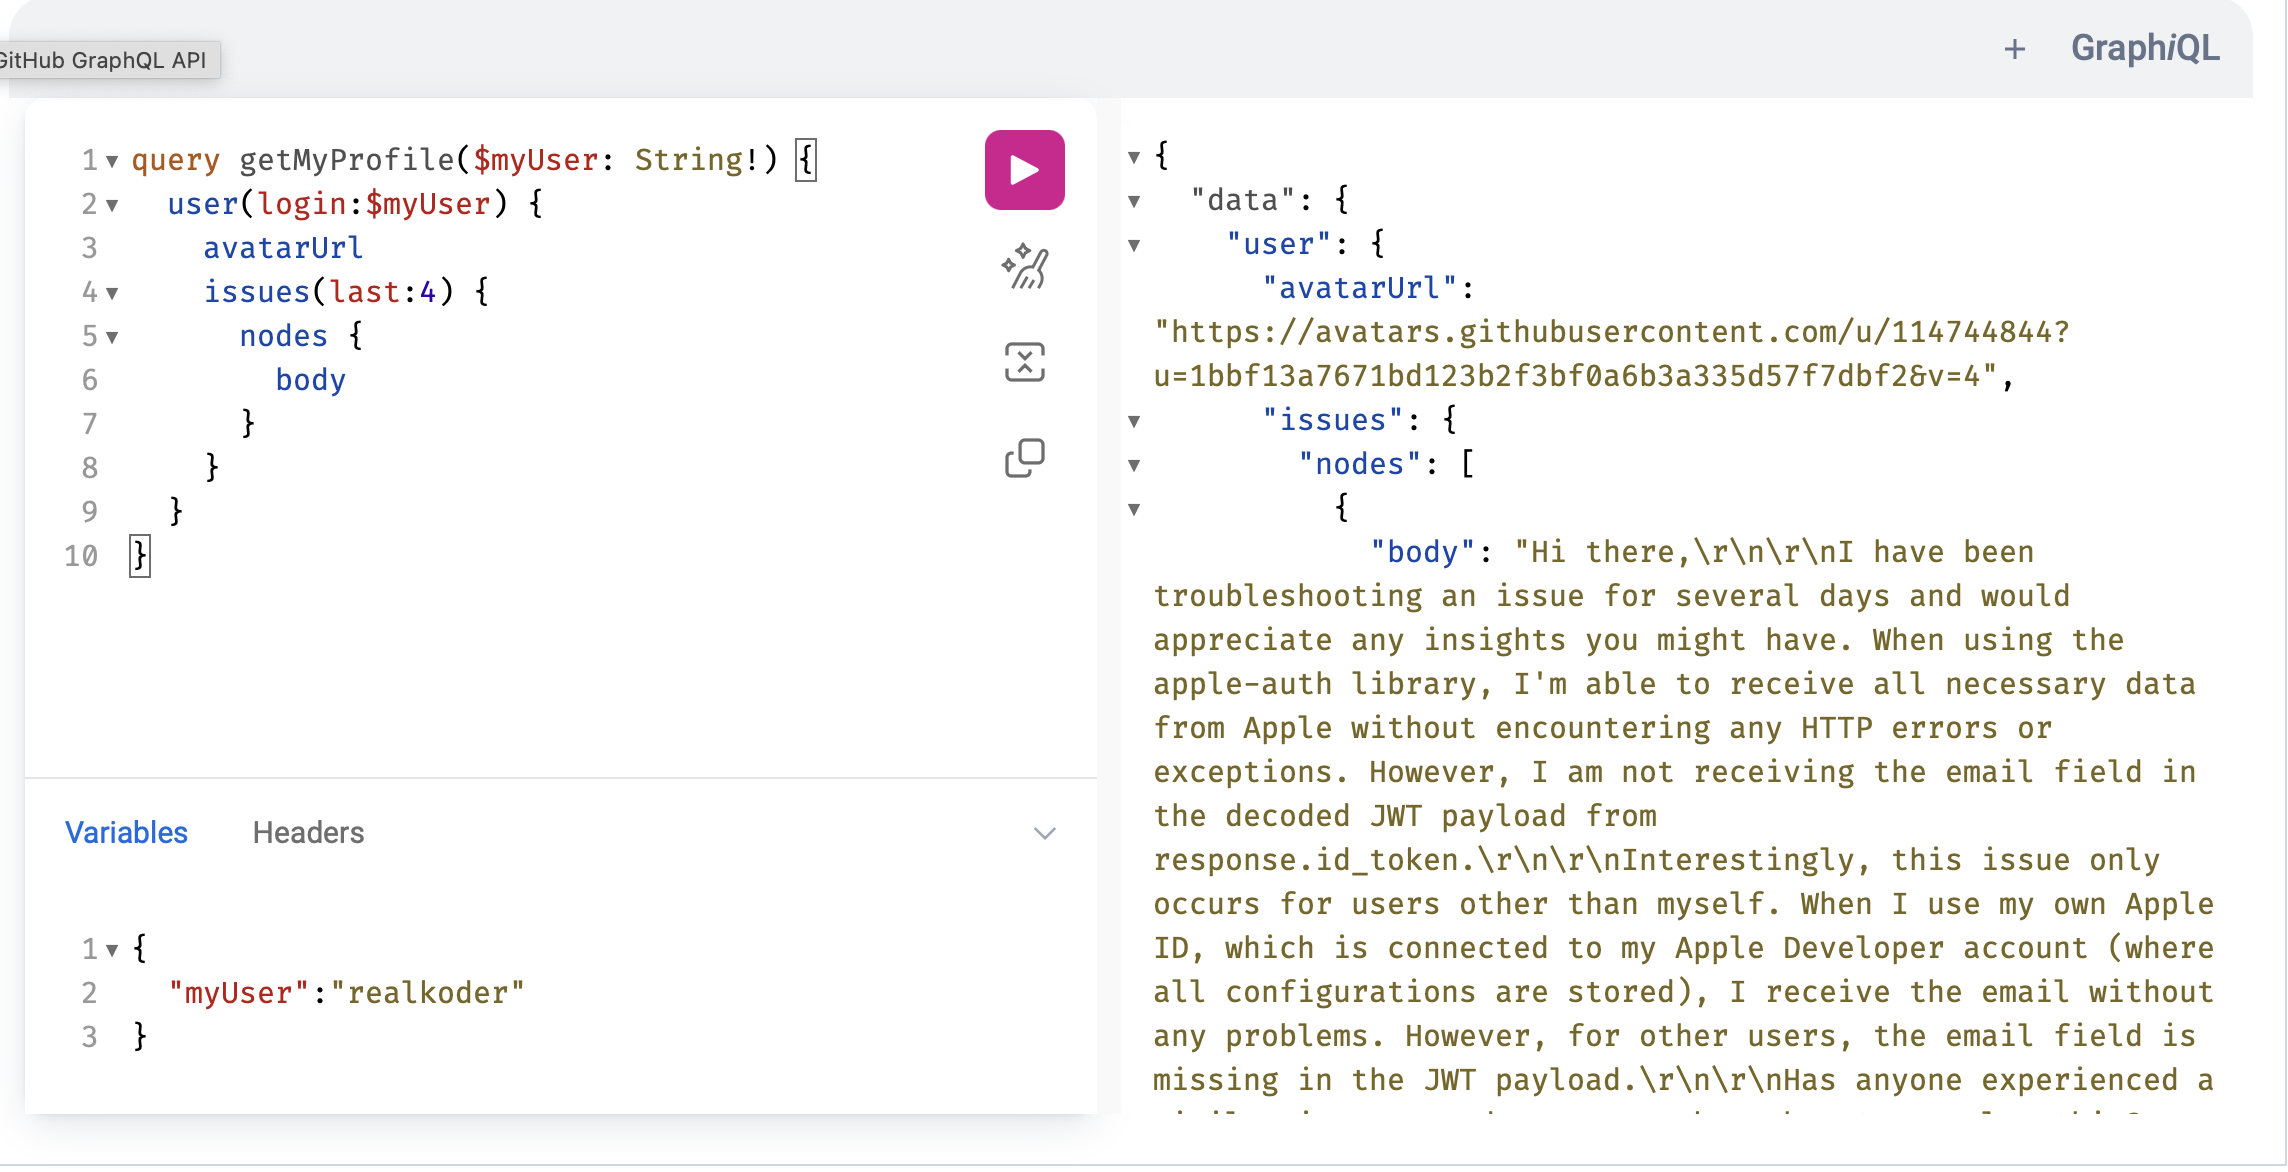 GitHub GraphQL API
+ GraphiQL
1 query getMyProfile($myUser: String!) {
2 user(login:$myUser) {
3 avatarUrl
4 issues(last:4) {
5 nodes {
6 body
7 }
8 }
9 }
10 }
Variables Headers
1 {
2 "myUser":"realkoder"
3 }
{
"data": {
"user": {
"avatarUrl":
"https://avatars.githubusercontent.com/u/114744844?
u=1bbf13a7671bd123b2f3bf0a6b3a335d57f7dbf2&v=4",
"issues": {
"nodes": [
{
"body": "Hi there,\r\n\r\nI have been
troubleshooting an issue for several days and would
appreciate any insights you might have. When using the
apple-auth library, I'm able to receive all necessary data
from Apple without encountering any HTTP errors or
exceptions. However, I am not receiving the email field in
the decoded JWT payload from
response.id_token.\r\n\r\nInterestingly, this issue only
occurs for users other than myself. When I use my own Apple
ID, which is connected to my Apple Developer account (where
all configurations are stored), I receive the email without
any problems. However, for other users, the email field is
missing in the JWT payload.\r\n\r\nHas anyone experienced a